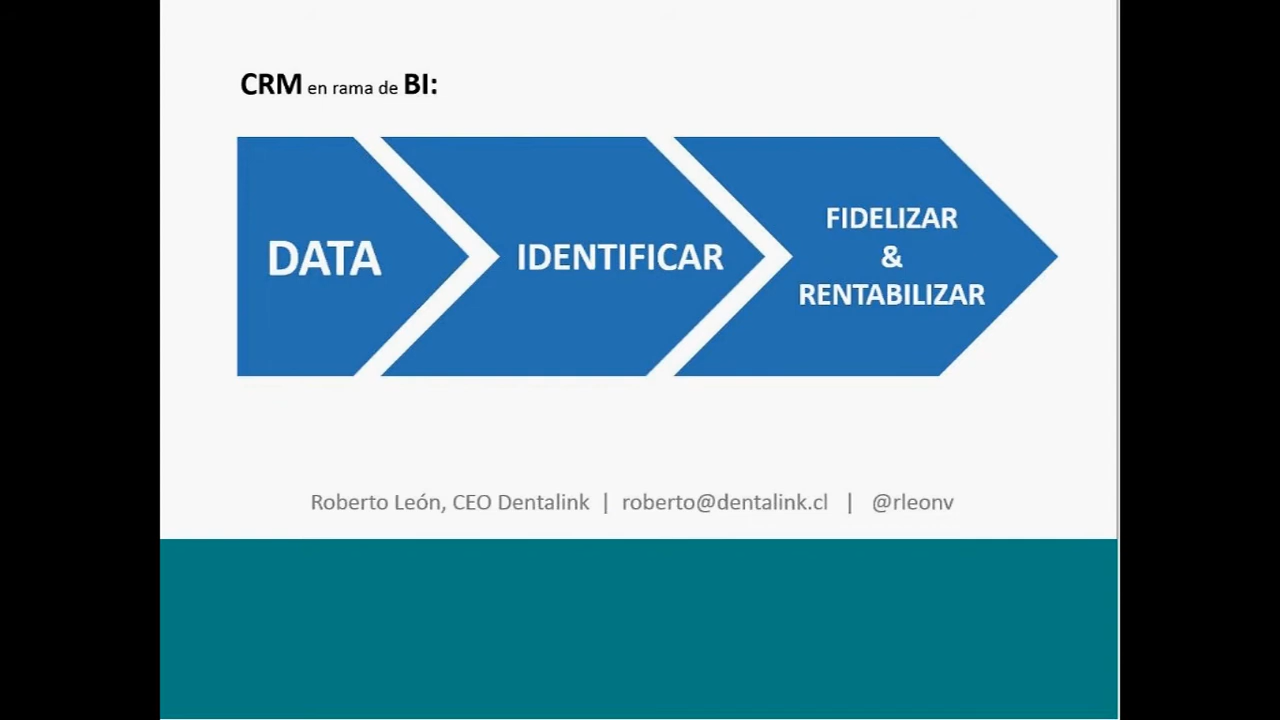 CRM en rama de BI:
DATA
IDENTIFICAR
FIDELIZAR
&
RENTABILIZAR
Roberto León, CEO Dentalink | roberto@dentalink.cl | @rleonv